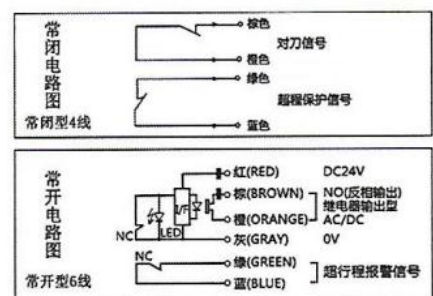 常闭电路图
常闭型4线
棕色
对刀信号
橙色
绿色
超程保护信号
蓝色
常开电路图
常开型6线
红(RED) DC24V
棕(BROWN) NO(反相输出)
继电器输出型
橙(ORANGE) AC/DC
I/F
LED
NC
灰(GRAY) 0V
NC
绿(GREEN)
超行程报警信号
蓝(BLUE)